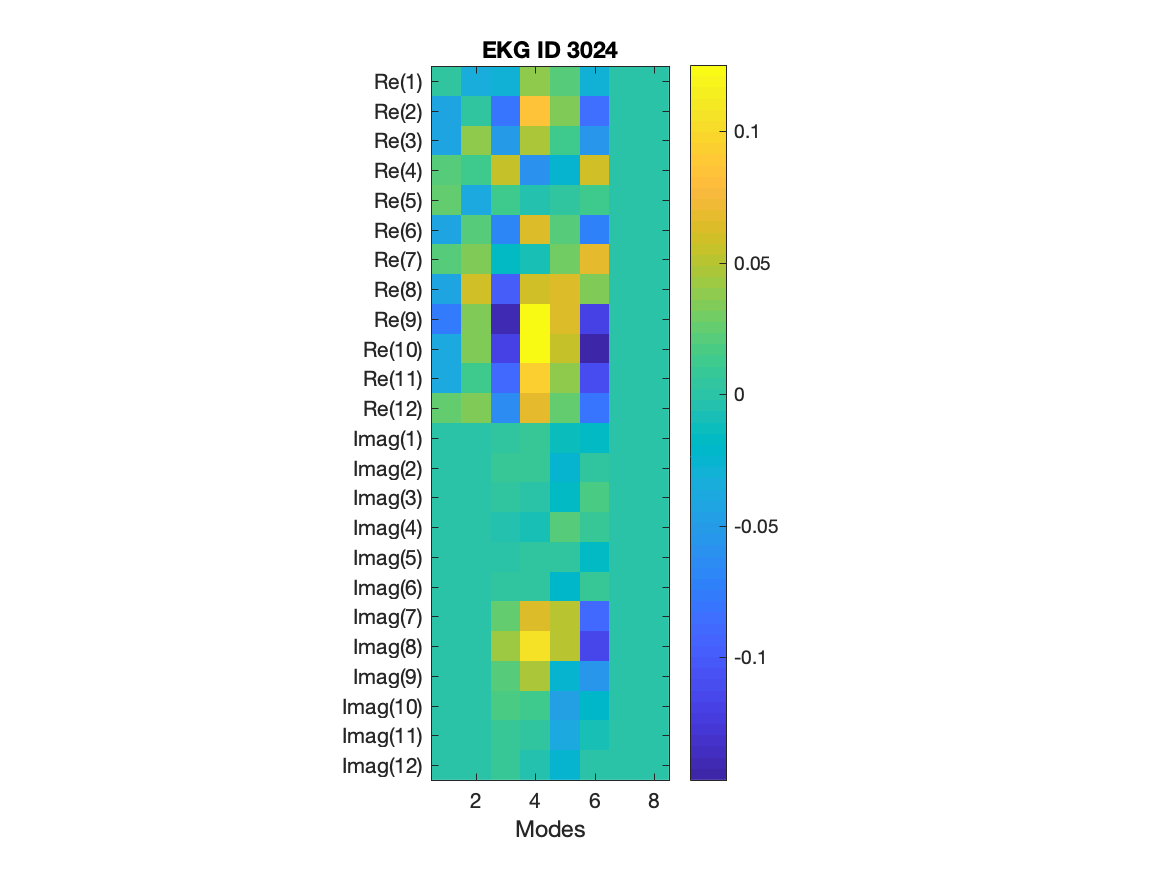 EKG ID 3024
Re(1)
Re(2)
Re(3)
Re(4)
Re(5)
Re(6)
Re(7)
Re(8)
Re(9)
Re(10)
Re(11)
Re(12)
Imag(1)
Imag(2)
Imag(3)
Imag(4)
Imag(5)
Imag(6)
Imag(7)
Imag(8)
Imag(9)
Imag(10)
Imag(11)
Imag(12)
2 4 6 8
Modes
0.1
0.05
0
-0.05
-0.1